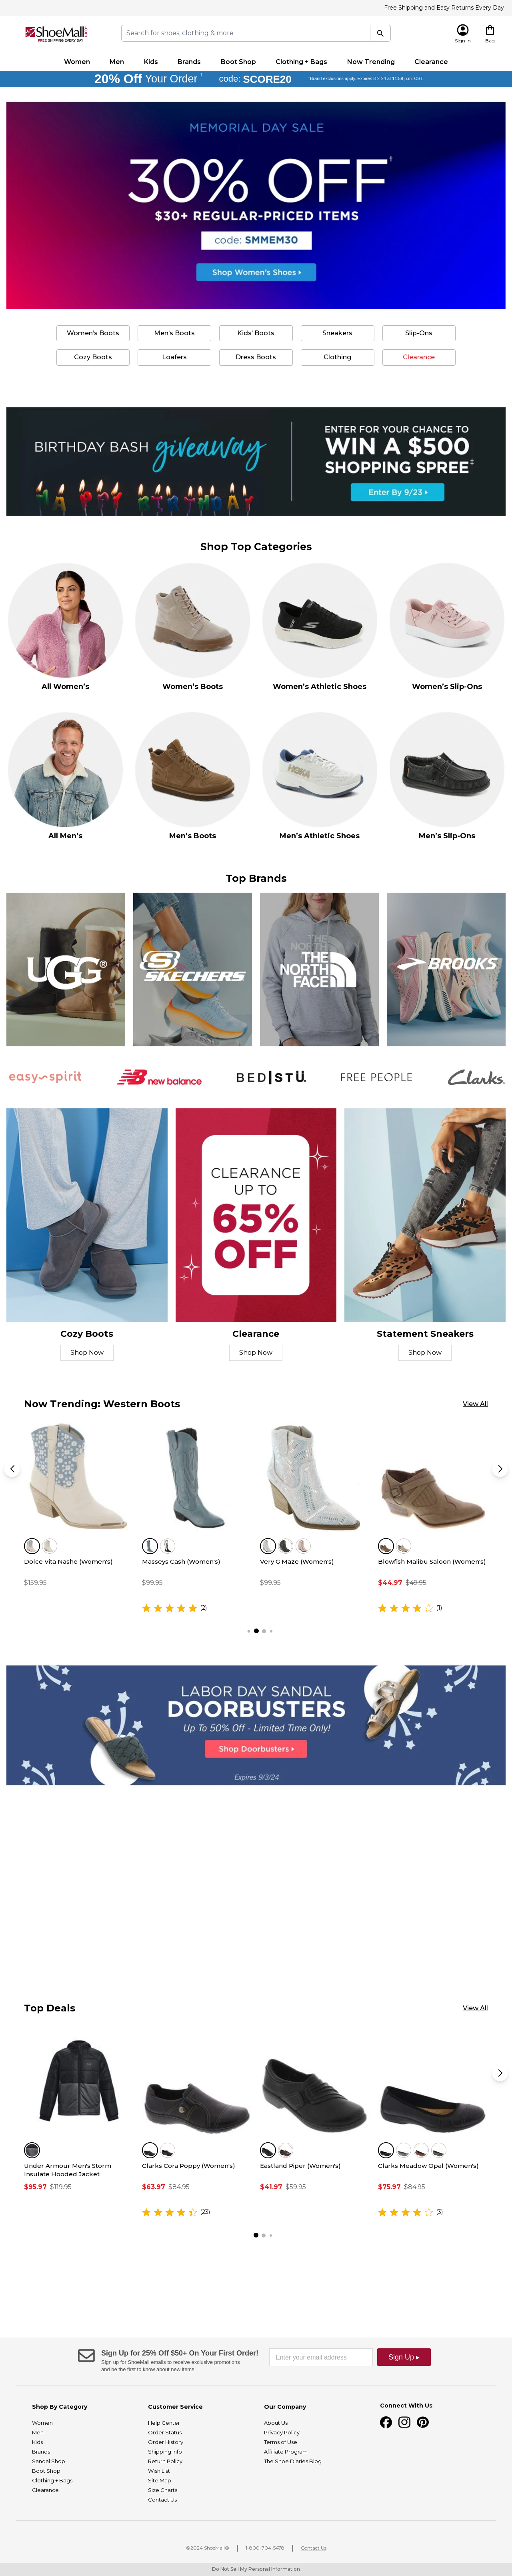 Free Shipping and Easy Returns Every Day
ShoeMall
FREE SHIPPING EVERY DAY
Search for shoes, clothing & more
Sign In
Bag
Women Men Kids Brands Boot Shop Clothing + Bags Now Trending Clearance
20% Off Your Order † code: SCORE20 †Brand exclusions apply. Expires 8-2-24 at 11:59 p.m. CST.
MEMORIAL DAY SALE
30% OFF†
$30+ REGULAR-PRICED ITEMS
code: SMMEM30
Shop Women's Shoes
Women's Boots Men's Boots Kids' Boots Sneakers Slip-Ons
Cozy Boots Loafers Dress Boots Clothing Clearance
BIRTHDAY BASH giveaway
ENTER FOR YOUR CHANCE TO
WIN A $500
SHOPPING SPREE‡
Enter By 9/23
Shop Top Categories
All Women's Women's Boots Women's Athletic Shoes Women's Slip-Ons
HOKA
All Men's Men's Boots Men's Athletic Shoes Men's Slip-Ons
Top Brands
UGG®
SKECHERS
THE
NORTH
FACE
BROOKS
easy spirit
new balance
BED|STÜ.
FREE PEOPLE
Clarks.
CLEARANCE
UP TO
65%
OFF
Cozy Boots Clearance Statement Sneakers
Shop Now Shop Now Shop Now
Now Trending: Western Boots
View All
Dolce Vita Nashe (Women's)
$159.95
Masseys Cash (Women's)
$99.95
(2)
Very G Maze (Women's)
$99.95
Blowfish Malibu Saloon (Women's)
$44.97 $49.95
(1)
LABOR DAY SANDAL
DOORBUSTERS
Up To 50% Off - Limited Time Only!
Shop Doorbusters
Expires 9/3/24
Top Deals
View All
Under Armour Men's Storm
Insulate Hooded Jacket
$95.97 $119.95
Clarks Cora Poppy (Women's)
$63.97 $84.95
(23)
Eastland Piper (Women's)
$41.97 $59.95
Clarks Meadow Opal (Women's)
$75.97 $84.95
(3)
Sign Up for 25% Off $50+ On Your First Order!
Sign up for ShoeMall emails to receive exclusive promotions
and be the first to know about new items!
Enter your email address
Sign Up ▸
Shop By Category
Women
Men
Kids
Brands
Sandal Shop
Boot Shop
Clothing + Bags
Clearance
Customer Service
Help Center
Order Status
Order History
Shipping Info
Return Policy
Wish List
Site Map
Size Charts
Contact Us
Our Company
About Us
Privacy Policy
Terms of Use
Affiliate Program
The Shoe Diaries Blog
Connect With Us
©2024 ShoeMall® | 1-800-704-5478 | Contact Us
Do Not Sell My Personal Information